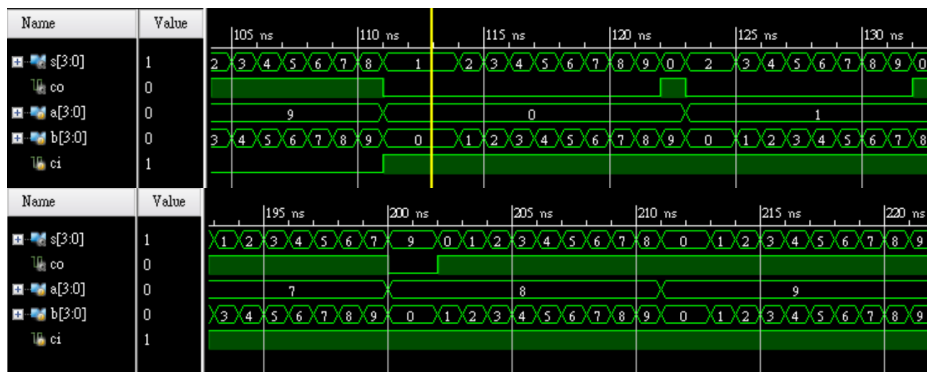 Name Value 105 ns 110 ns 115 ns 120 ns 125 ns 130 ns
s[3:0] 1 2 3 4 5 6 7 8 1 2 3 4 5 6 7 8 9 0 2 3 4 5 6 7 8 9 0
co 0
a[3:0] 0 9 0 1
b[3:0] 0 3 4 5 6 7 8 9 0 1 2 3 4 5 6 7 8 9 0 1 2 3 4 5 6 7 8
ci 1
Name Value 195 ns 200 ns 205 ns 210 ns 215 ns 220 ns
s[3:0] 1 1 2 3 4 5 6 7 9 0 1 2 3 4 5 6 7 8 0 1 2 3 4 5 6 7 8 9
co 0
a[3:0] 0 7 8 9
b[3:0] 0 3 4 5 6 7 8 9 0 1 2 3 4 5 6 7 8 9 0 1 2 3 4 5 6 7 8 9
ci 1